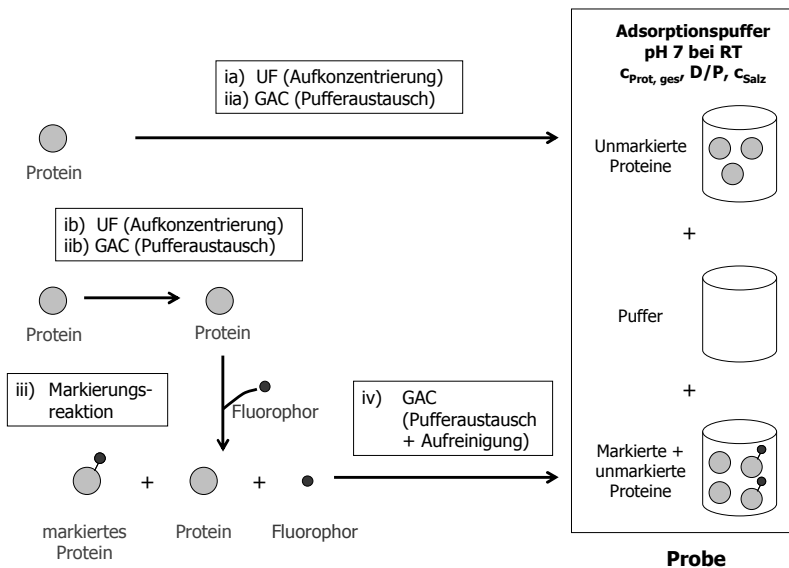 ia) UF (Aufkonzentrierung)
iia) GAC (Pufferaustausch)
Protein
ib) UF (Aufkonzentrierung)
iib) GAC (Pufferaustausch)
Protein
Protein
iii) Markierungs-
reaktion
Fluorophor
iv) GAC
(Pufferaustausch
+ Aufreinigung)
+
+
markiertes
Protein
Protein
Fluorophor
Adsorptionspuffer
pH 7 bei RT
cProt, ges, D/P, cSalz
Unmarkierte
Proteine
+
Puffer
+
Markierte +
unmarkierte
Proteine
Probe